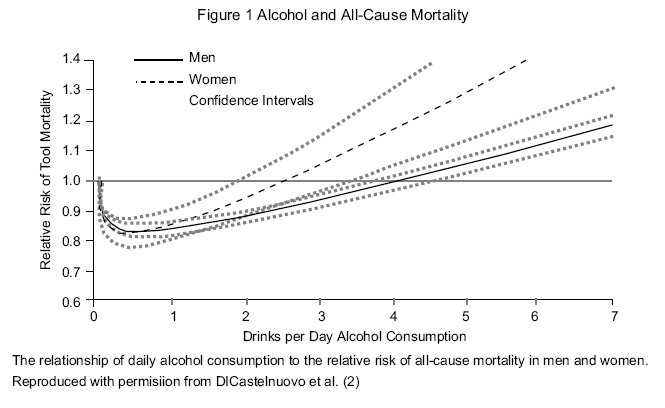 Figure 1 Alcohol and All-Cause Mortality
Relative Risk of Tool Mortality
1.4
1.3
1.2
1.1
1.0
0.9
0.8
0.7
0.6
Men
Women
Confidence Intervals
0 1 2 3 4 5 6 7
Drinks per Day Alcohol Consumption
The relationship of daily alcohol consumption to the relative risk of all-cause mortality in men and women.
Reproduced with permisiion from DICastelnuovo et al. (2)